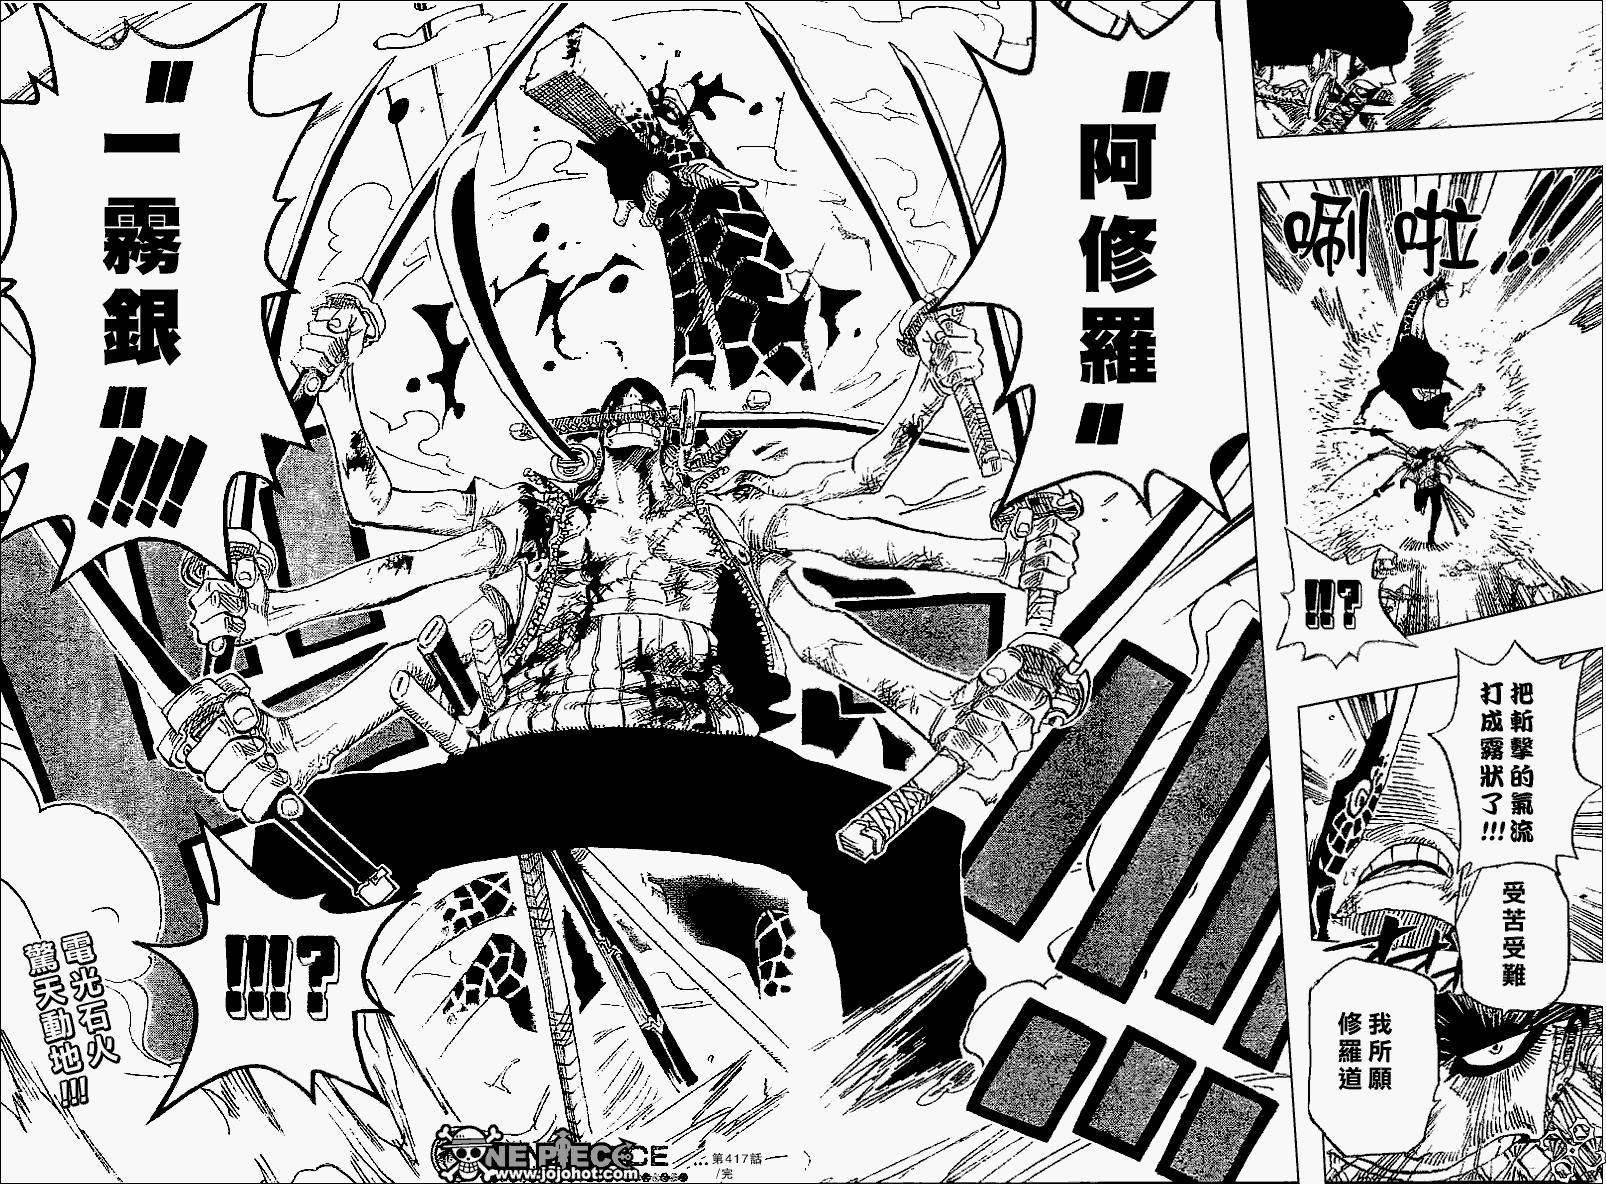 唰啦!!!
!!?
把斬擊的氣流
打成霧狀了!!!
受苦受難
我所願
修羅道
"阿修羅"
"一霧銀"
!!!!
!!!?
電光石火
驚天動地!!!
ONE PIECE
www.jojohot.com
...第417話
/完